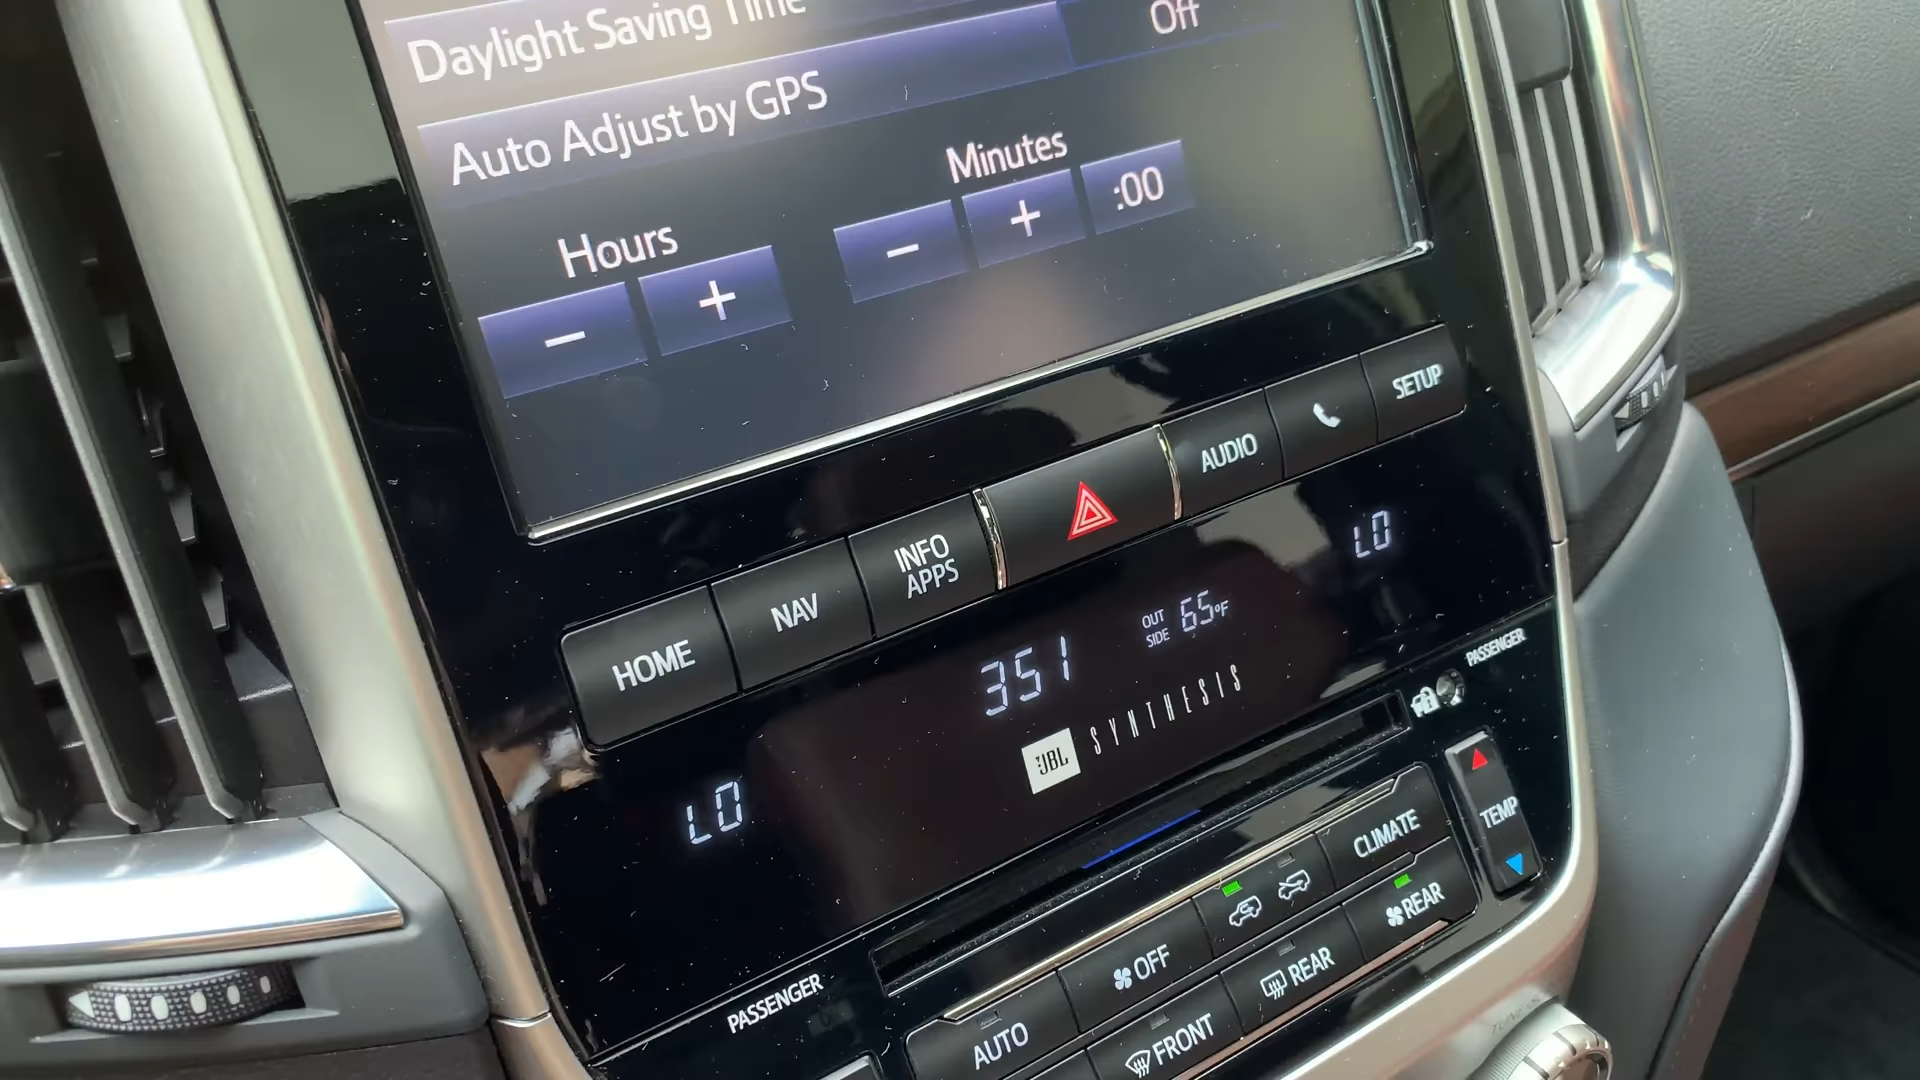 Daylight Saving Time
Off
Auto Adjust by GPS
Hours
Minutes
− +
− + :00
HOME
NAV
INFO
APPS
AUDIO
SETUP
LO
351
OUT
SIDE
65°F
LO
JBL SYNTHESIS
PASSENGER
PASSENGER
TEMP
CLIMATE
OFF
REAR
REAR
AUTO
FRONT